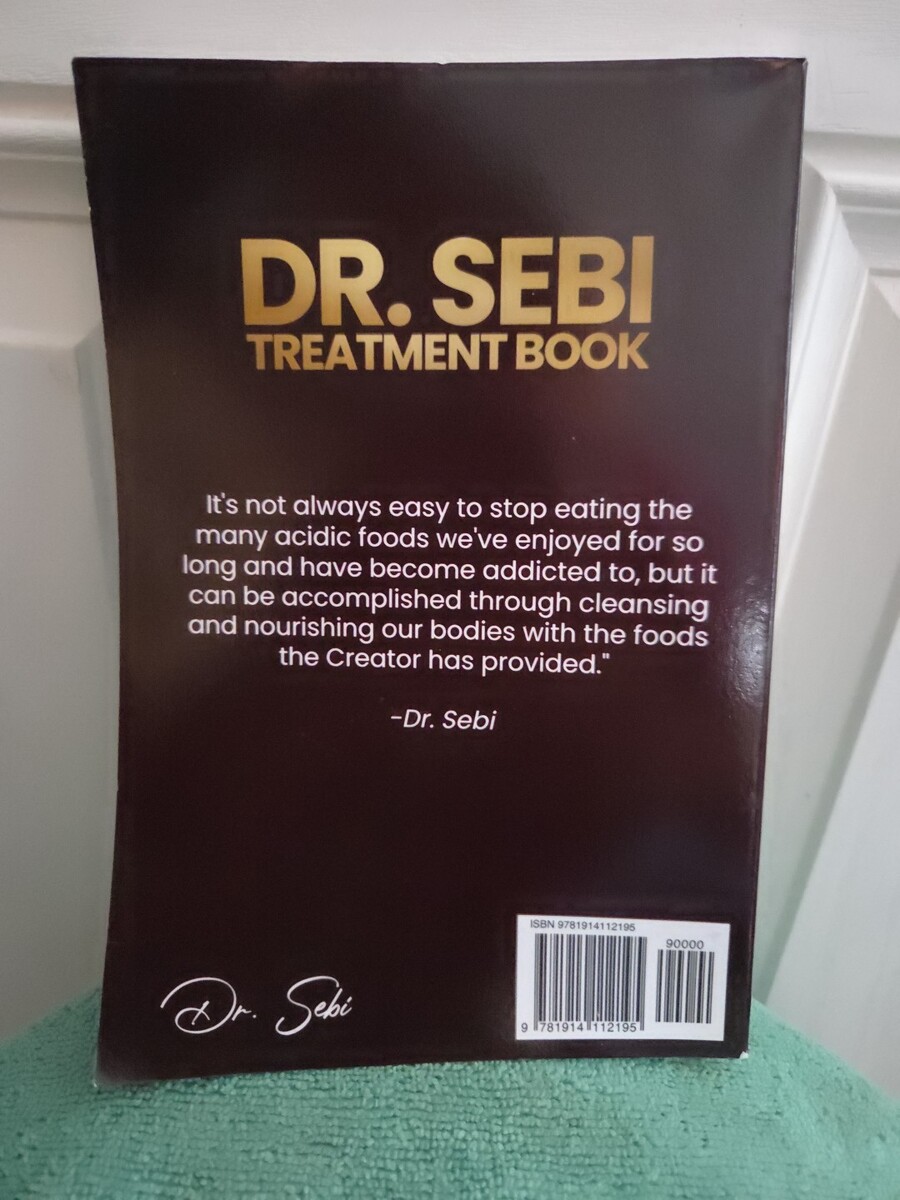 DR. SEBI
TREATMENT BOOK
It's not always easy to stop eating the
many acidic foods we've enjoyed for so
long and have become addicted to, but it
can be accomplished through cleansing
and nourishing our bodies with the foods
the Creator has provided."
-Dr. Sebi
Dr. Sebi
ISBN 9781914112195
90000
9 781914 112195